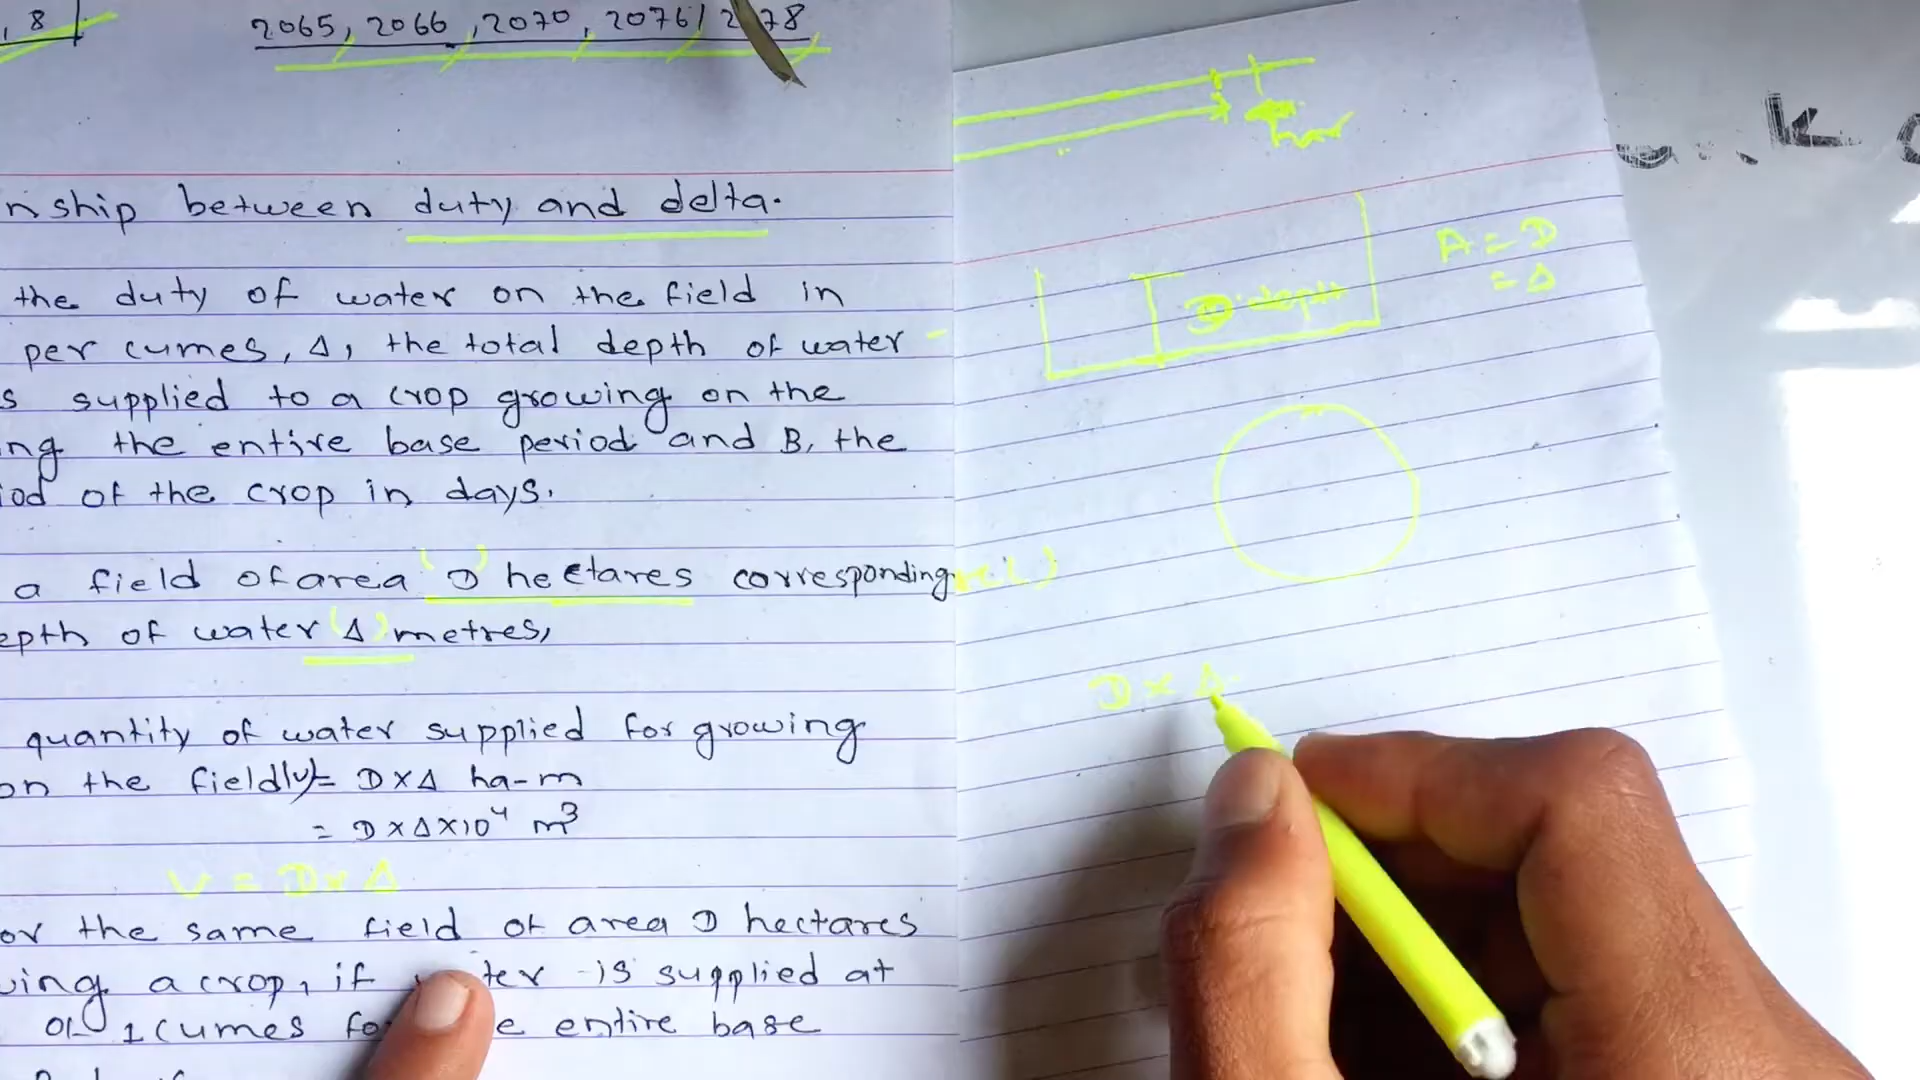 , 8
2065, 2066, 2070, 2076/ 2078
nship between duty and delta.
the duty of water on the field in
per cumes, Δ, the total depth of water
s supplied to a crop growing on the
ng the entire base period and B, the
iod of the crop in days.
a field of area (D) hectares corresponding
epth of water (Δ) metres,
quantity of water supplied for growing
on the field(v)= D×Δ ha-m
= D×Δ×10⁴ m³
V = D×Δ
or the same field of area D hectares
wing a crop, if is supplied at
of 1 cumes entire base
A = D
= Δ
D depth
D × Δ